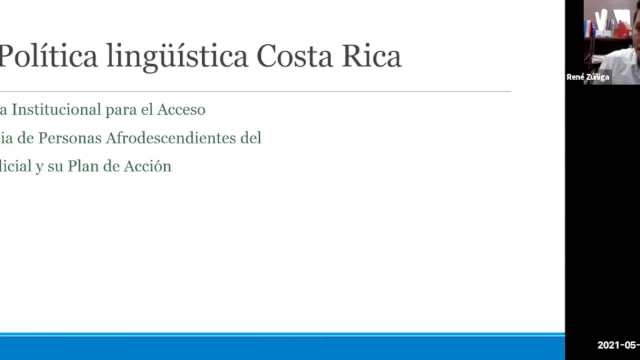 Política lingüística Costa Rica
a Institucional para el Acceso
ia de Personas Afrodescendientes del
licial y su Plan de Acción
René Zúñiga
2021-05-